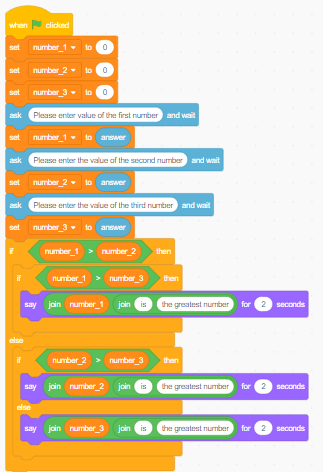 when clicked
set number_1 to 0
set number_2 to 0
set number_3 to 0
ask Please enter value of the first number and wait
set number_1 to answer
ask Please enter the value of the second number and wait
set number_2 to answer
ask Please enter the value of the third number and wait
set number_3 to answer
if number_1 > number_2 then
if number_1 > number_3 then
say join number_1 join is the greatest number for 2 seconds
else
if number_2 > number_3 then
say join number_2 join is the greatest number for 2 seconds
else
say join number_3 join is the greatest number for 2 seconds